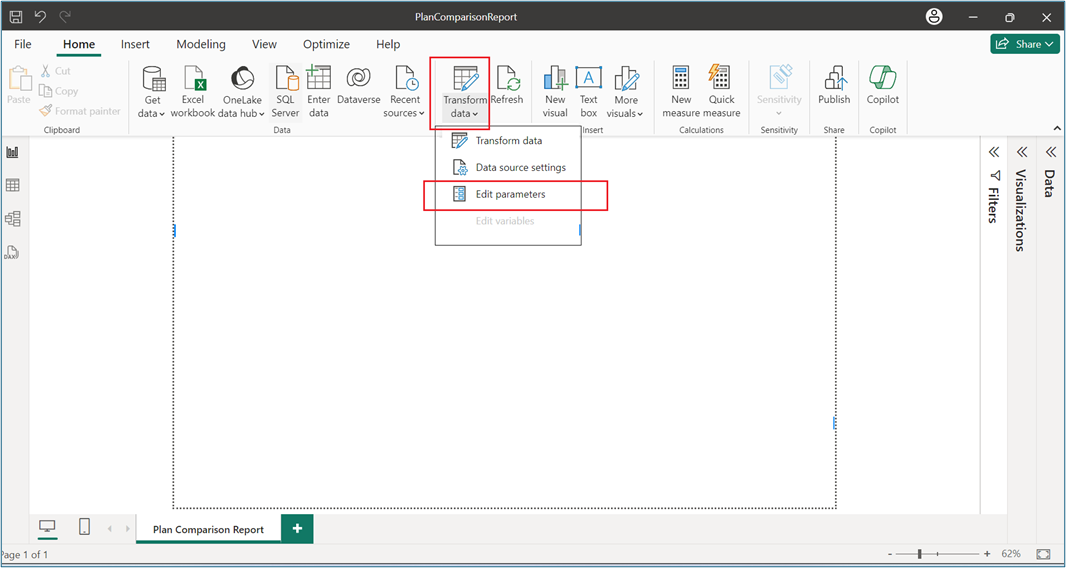 PlanComparisonReport
File Home Insert Modeling View Optimize Help Share
Paste
Cut
Copy
Format painter
Clipboard
Get data
Excel workbook
OneLake data hub
SQL Server
Enter data
Dataverse
Recent sources
Data
Transform data
Refresh
New visual
A
Text box
More visuals
Insert
New measure
Quick measure
Calculations
Sensitivity
Sensitivity
Publish
Share
Copilot
Copilot
Transform data
Data source settings
Edit parameters
Edit variables
DAX
Filters
Visualizations
Data
Plan Comparison Report +
Page 1 of 1
- + 62%